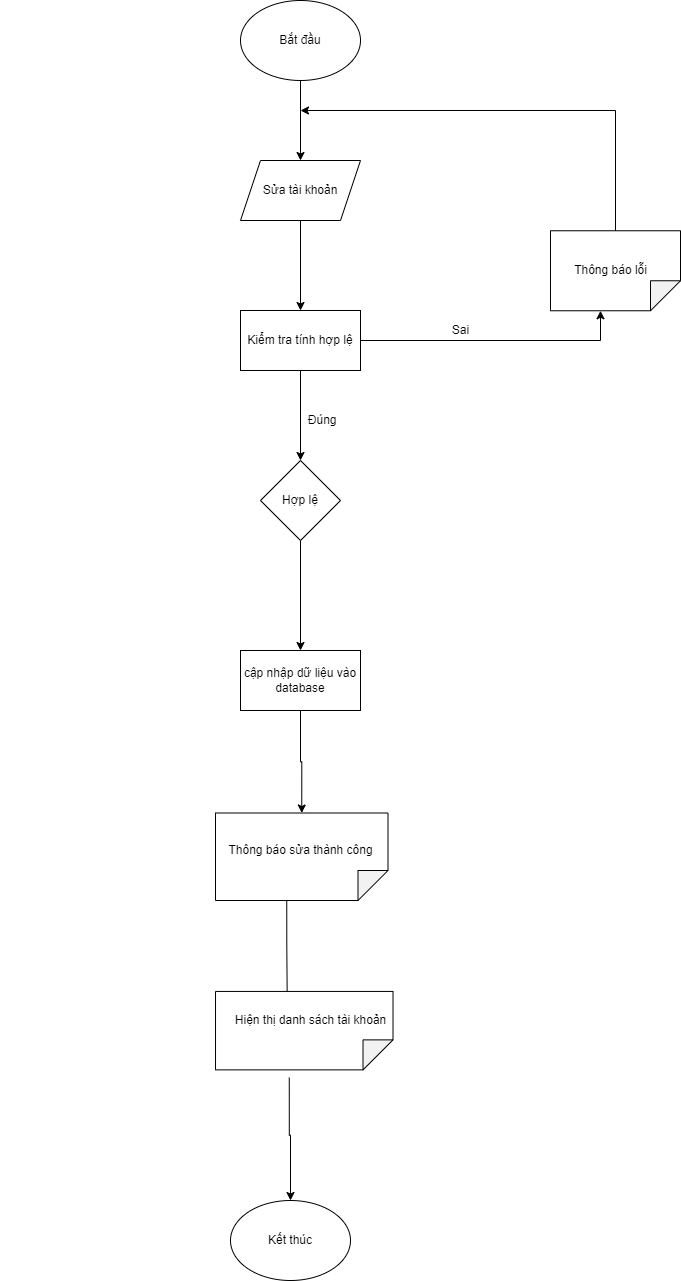 Bắt đầu
Sửa tài khoản
Thông báo lỗi
Kiểm tra tính hợp lệ
Sai
Đúng
Hợp lệ
cập nhập dữ liệu vào
database
Thông báo sửa thành công
Hiện thị danh sách tài khoản
Kết thúc